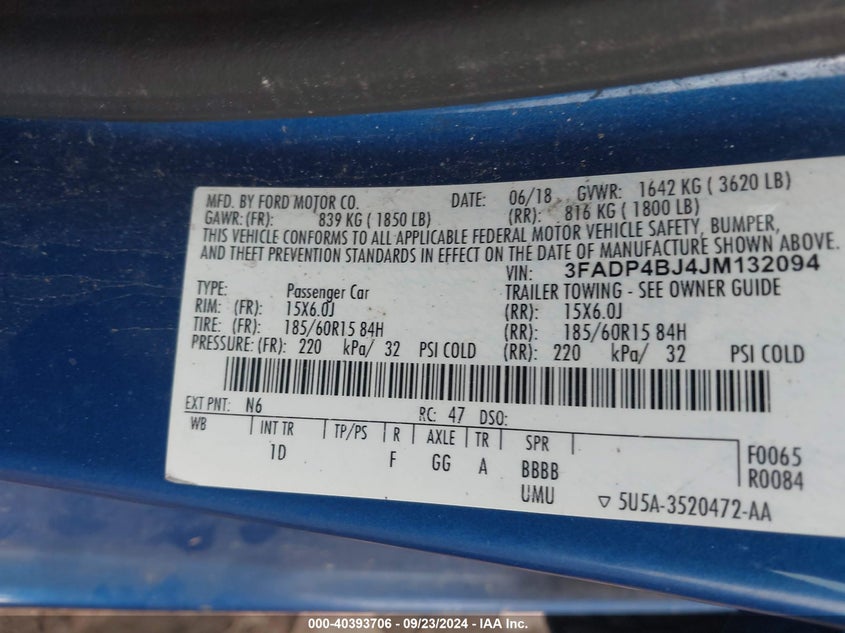 MFD. BY FORD MOTOR CO. DATE: 06/18 GVWR: 1642 KG ( 3620 LB)
GAWR: (FR): 839 KG ( 1850 LB) (RR): 816 KG ( 1800 LB)
THIS VEHICLE CONFORMS TO ALL APPLICABLE FEDERAL MOTOR VEHICLE SAFETY, BUMPER,
AND THEFT PREVENTION STANDARDS IN EFFECT ON THE DATE OF MANUFACTURE SHOWN ABOVE.
VIN: 3FADP4BJ4JM132094
TYPE: Passenger Car TRAILER TOWING - SEE OWNER GUIDE
RIM: (FR): 15X6.0J (RR): 15X6.0J
TIRE: (FR): 185/60R15 84H (RR): 185/60R15 84H
PRESSURE: (FR): 220 kPa/ 32 PSI COLD (RR): 220 kPa/ 32 PSI COLD
EXT PNT: N6 RC: 47 DSO:
WB INT TR TP/PS R AXLE TR SPR F0065
1D F GG A BBBB R0084
UMU ▽ 5U5A-3520472-AA
000-40393706 - 09/23/2024 - IAA Inc.